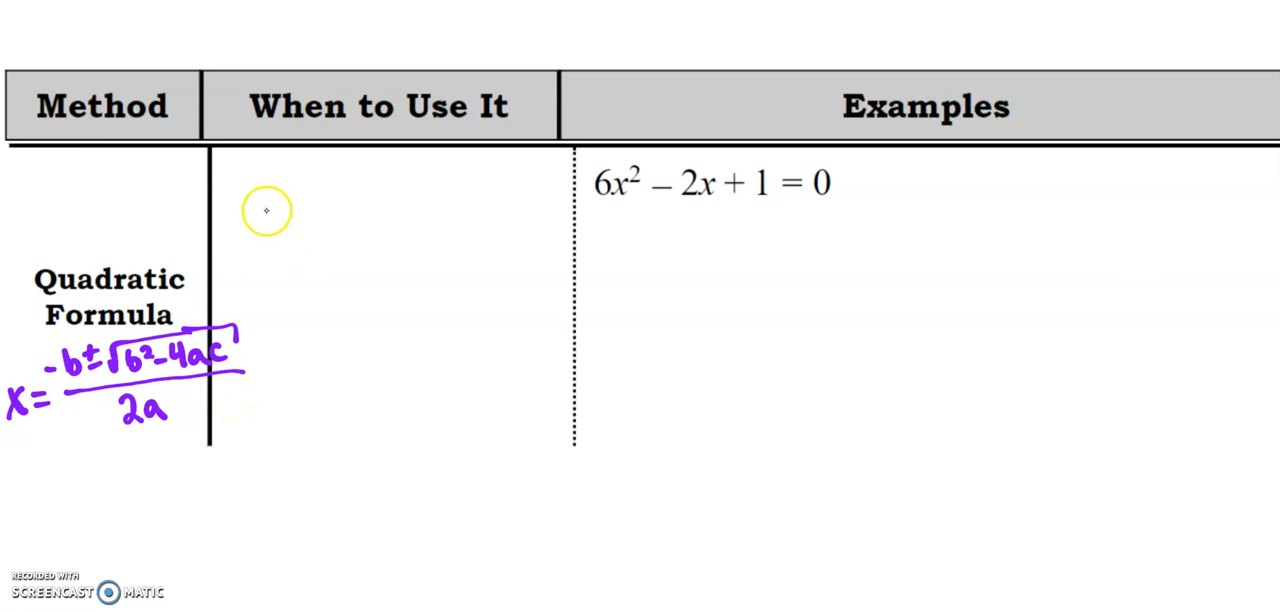 Method When to Use It Examples
6x² – 2x + 1 = 0
Quadratic
Formula
x = -b ± √b² - 4ac
2a
RECORDED WITH
SCREENCAST MATIC